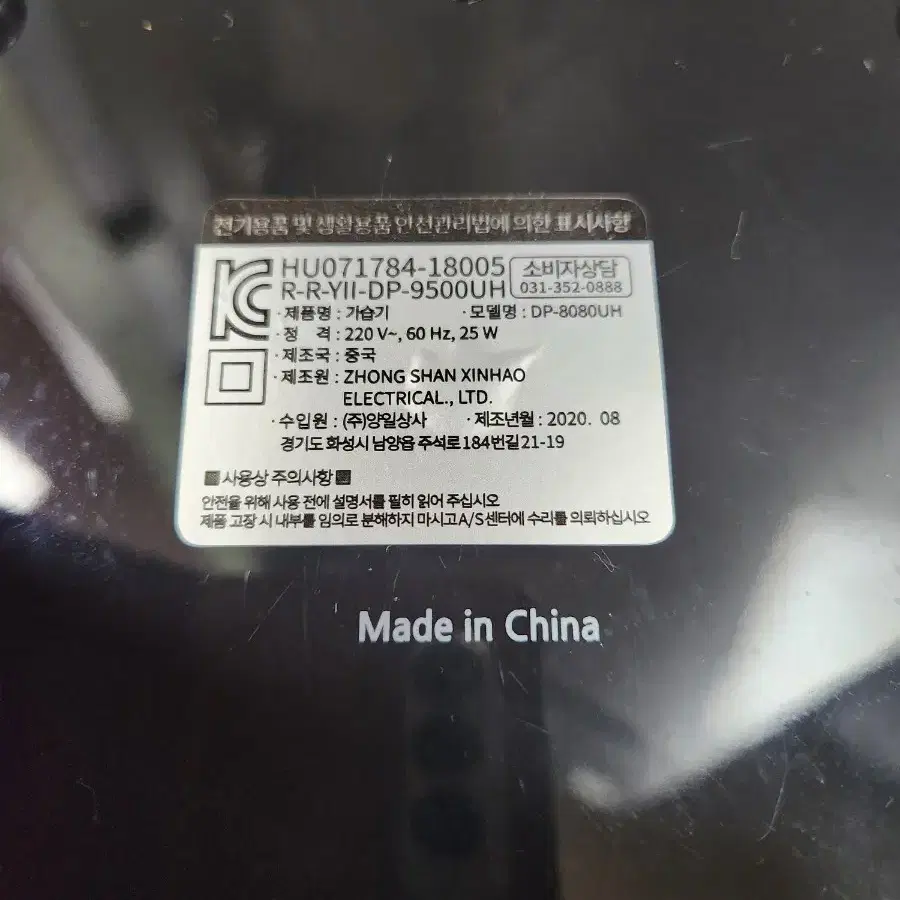 전기용품 및 생활용품 안전관리법에 의한 표시사항
HU071784-18005
R-R-YII-DP-9500UH
소비자상담
031-352-0888
· 제품명 : 가습기 · 모델명 : DP-8080UH
· 정 격 : 220 V~, 60 Hz, 25 W
· 제조국 : 중국
· 제조원 : ZHONG SHAN XINHAO
ELECTRICAL., LTD.
· 수입원 : (주)양일상사 · 제조년월 : 2020. 08
경기도 화성시 남양읍 주석로184번길 21-19
■ 사용상 주의사항 ■
안전을 위해 사용 전에 설명서를 필히 읽어 주십시오
제품 고장 시 내부를 임의로 분해하지 마시고 A/S센터에 수리를 의뢰하십시오
Made in China